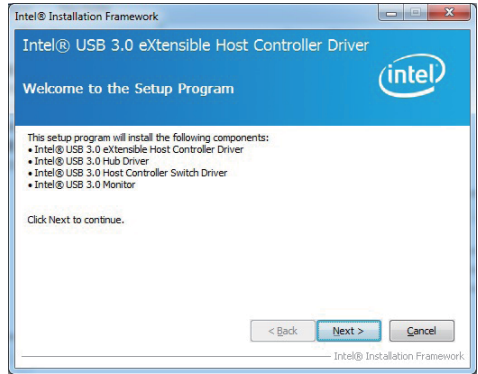 Intel® Installation Framework
Intel® USB 3.0 eXtensible Host Controller Driver
intel
Welcome to the Setup Program
This setup program will install the following components:
• Intel® USB 3.0 eXtensible Host Controller Driver
• Intel® USB 3.0 Hub Driver
• Intel® USB 3.0 Host Controller Switch Driver
• Intel® USB 3.0 Monitor
Click Next to continue.
< Back Next > Cancel
Intel® Installation Framework